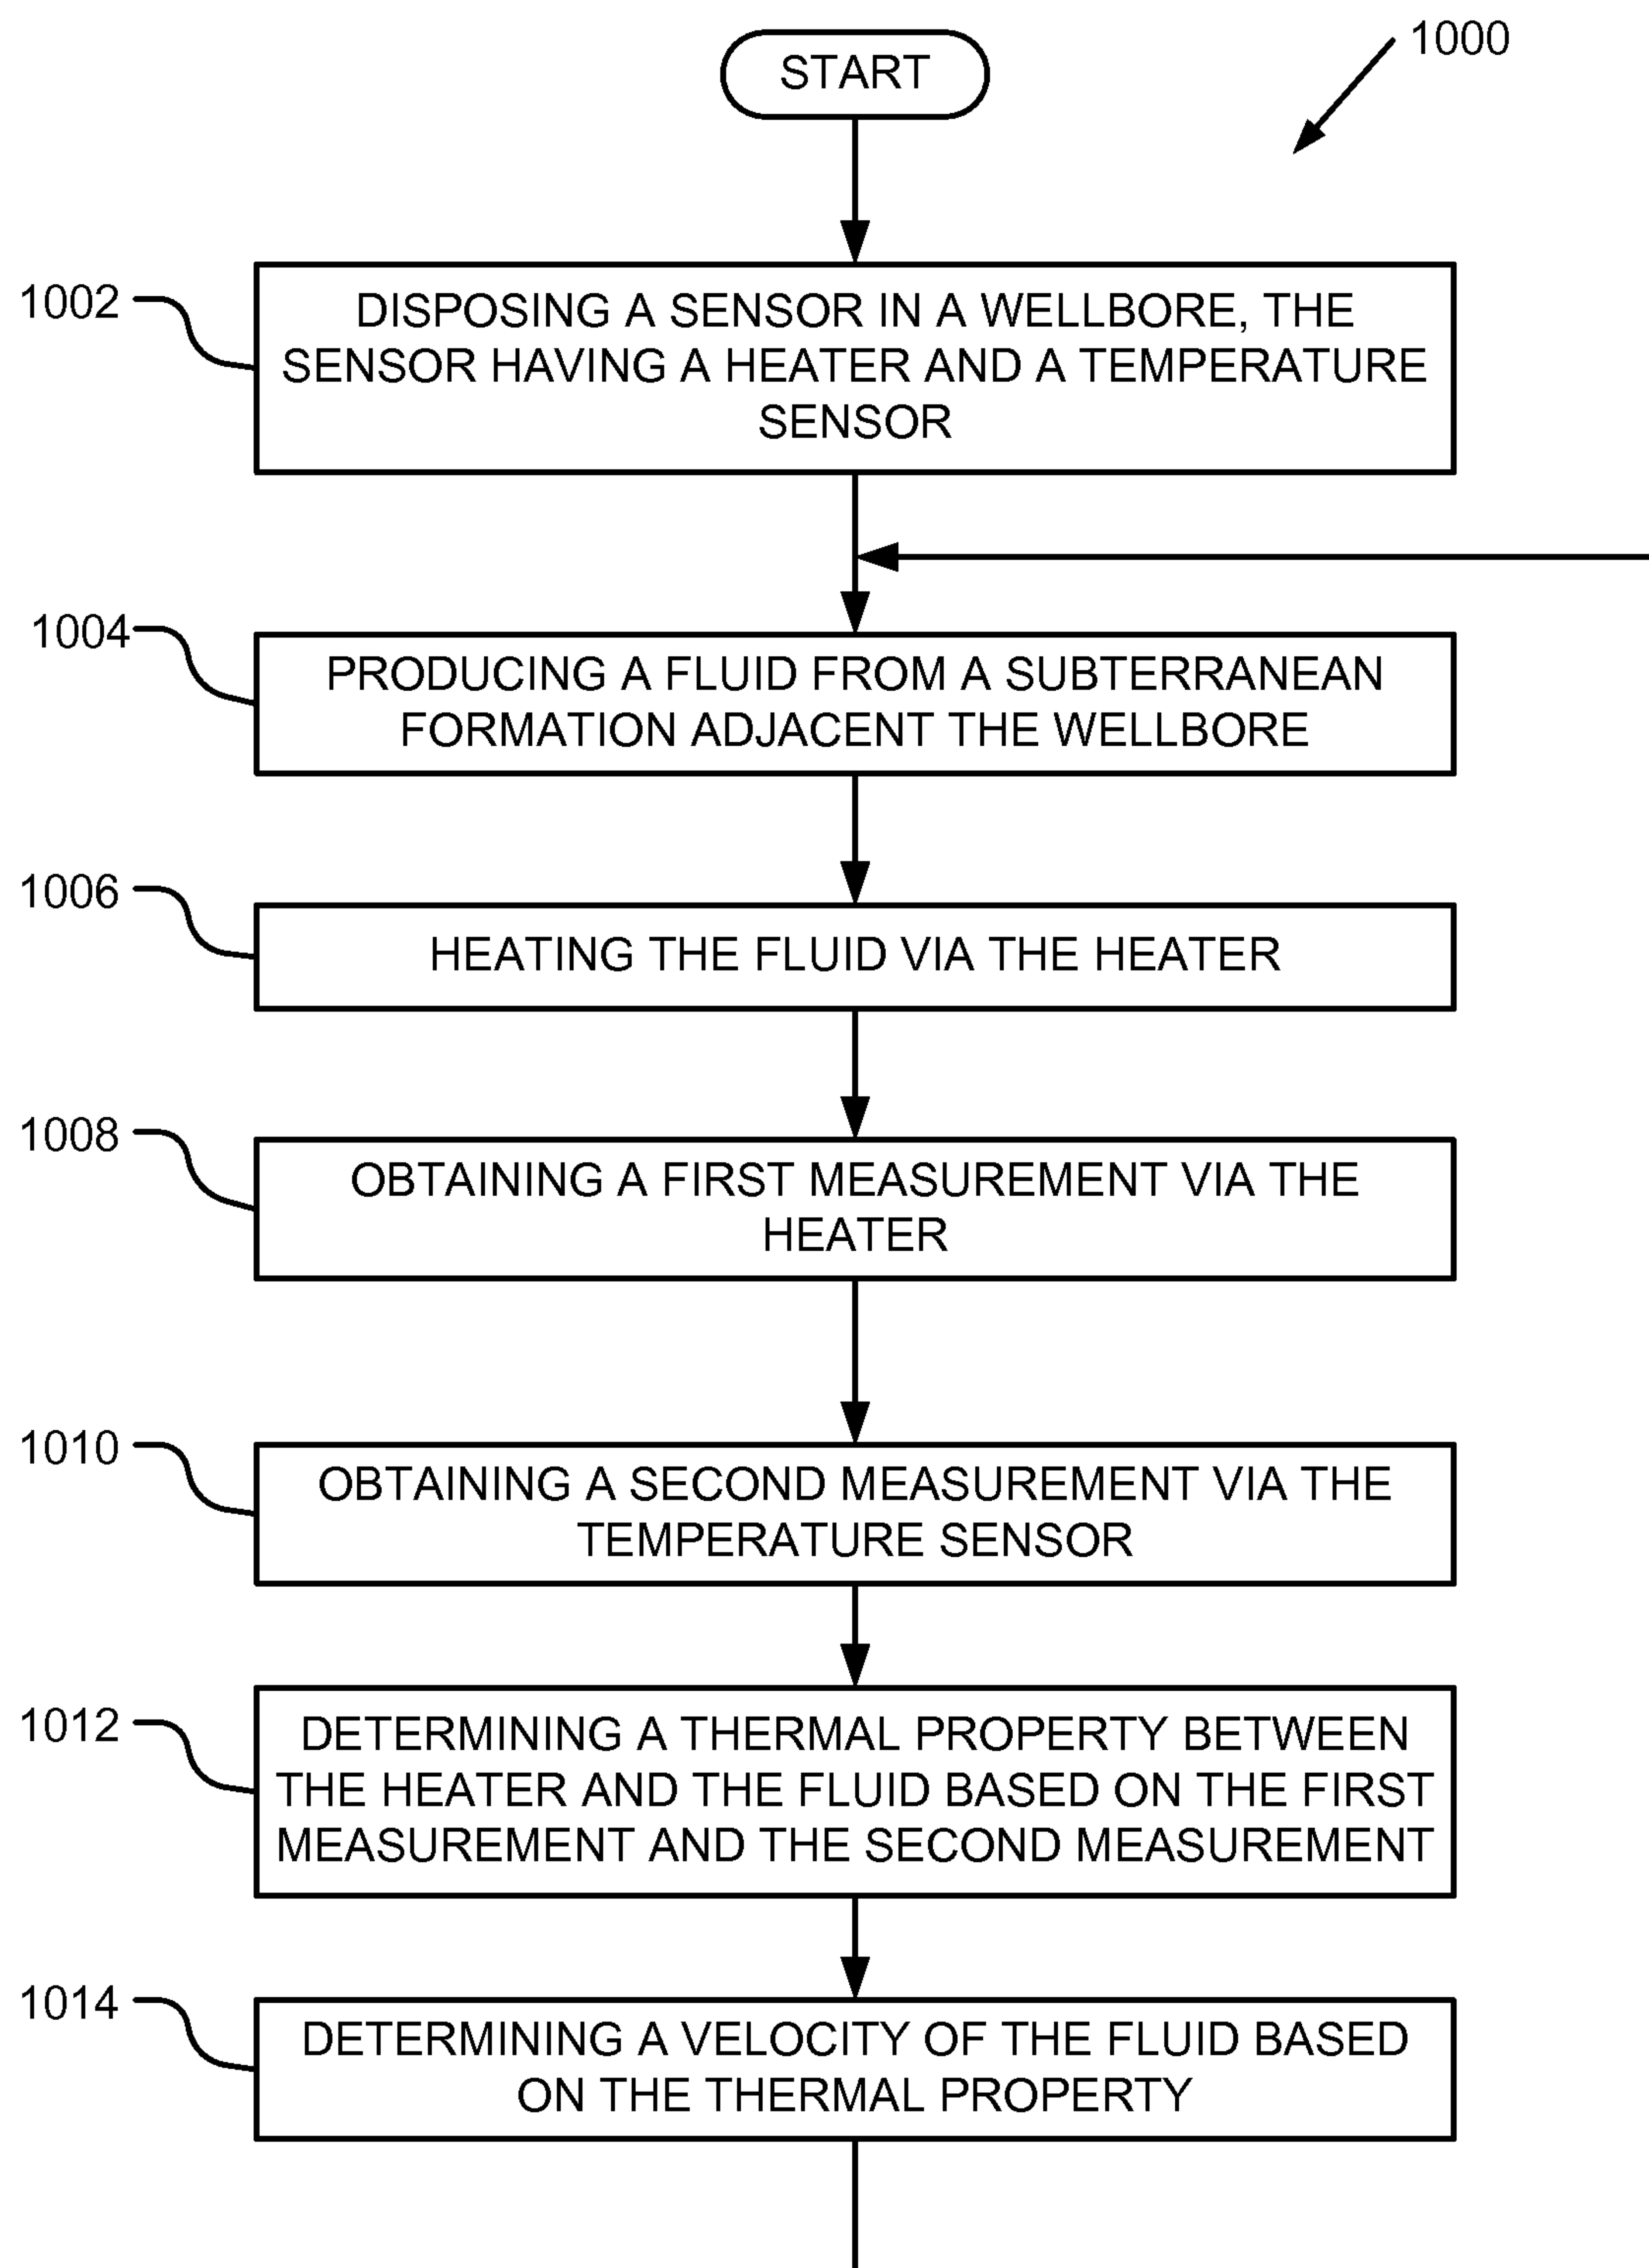 START
1000
1002
DISPOSING A SENSOR IN A WELLBORE, THE
SENSOR HAVING A HEATER AND A TEMPERATURE
SENSOR
1004
PRODUCING A FLUID FROM A SUBTERRANEAN
FORMATION ADJACENT THE WELLBORE
1006
HEATING THE FLUID VIA THE HEATER
1008
OBTAINING A FIRST MEASUREMENT VIA THE
HEATER
1010
OBTAINING A SECOND MEASUREMENT VIA THE
TEMPERATURE SENSOR
1012
DETERMINING A THERMAL PROPERTY BETWEEN
THE HEATER AND THE FLUID BASED ON THE FIRST
MEASUREMENT AND THE SECOND MEASUREMENT
1014
DETERMINING A VELOCITY OF THE FLUID BASED
ON THE THERMAL PROPERTY